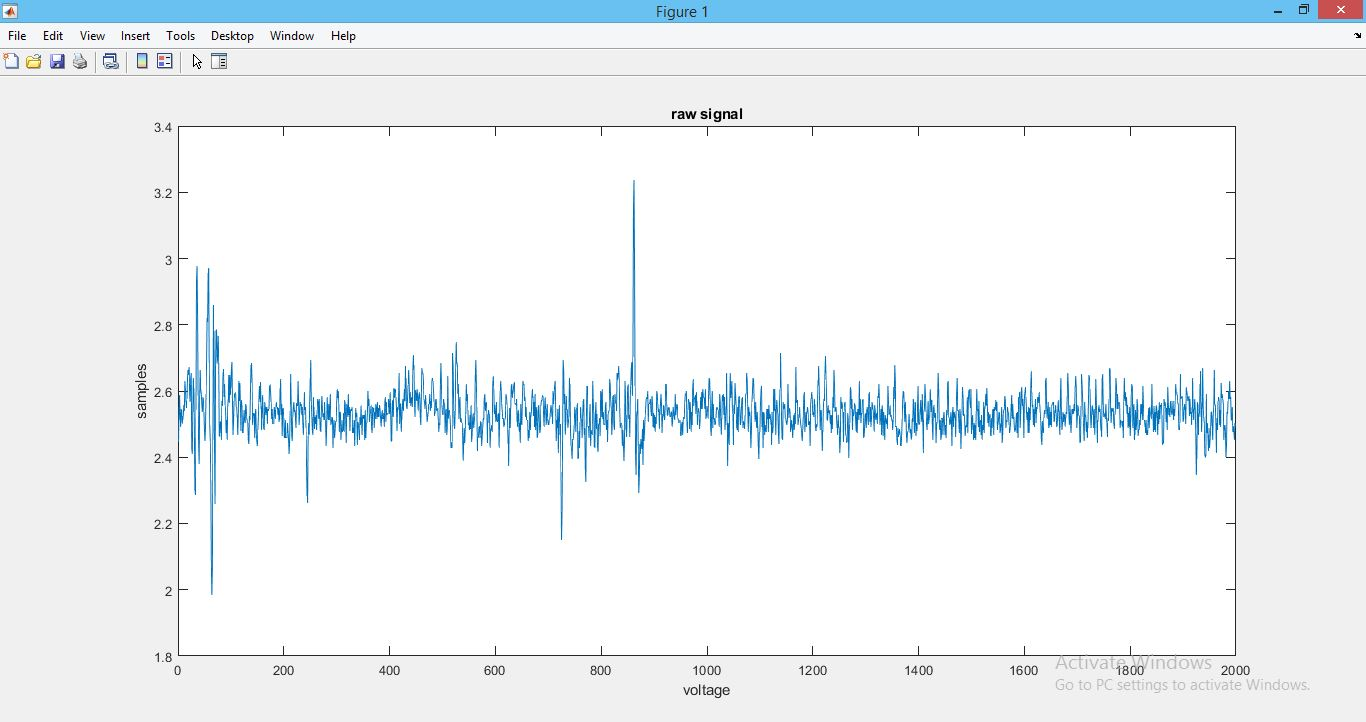 Figure 1
File Edit View Insert Tools Desktop Window Help
raw signal
3.4
3.2
3
2.8
2.6
2.4
2.2
2
1.8
samples
0 200 400 600 800 1000 1200 1400 1600 1800 2000
voltage
Activate Windows
Go to PC settings to activate Windows.